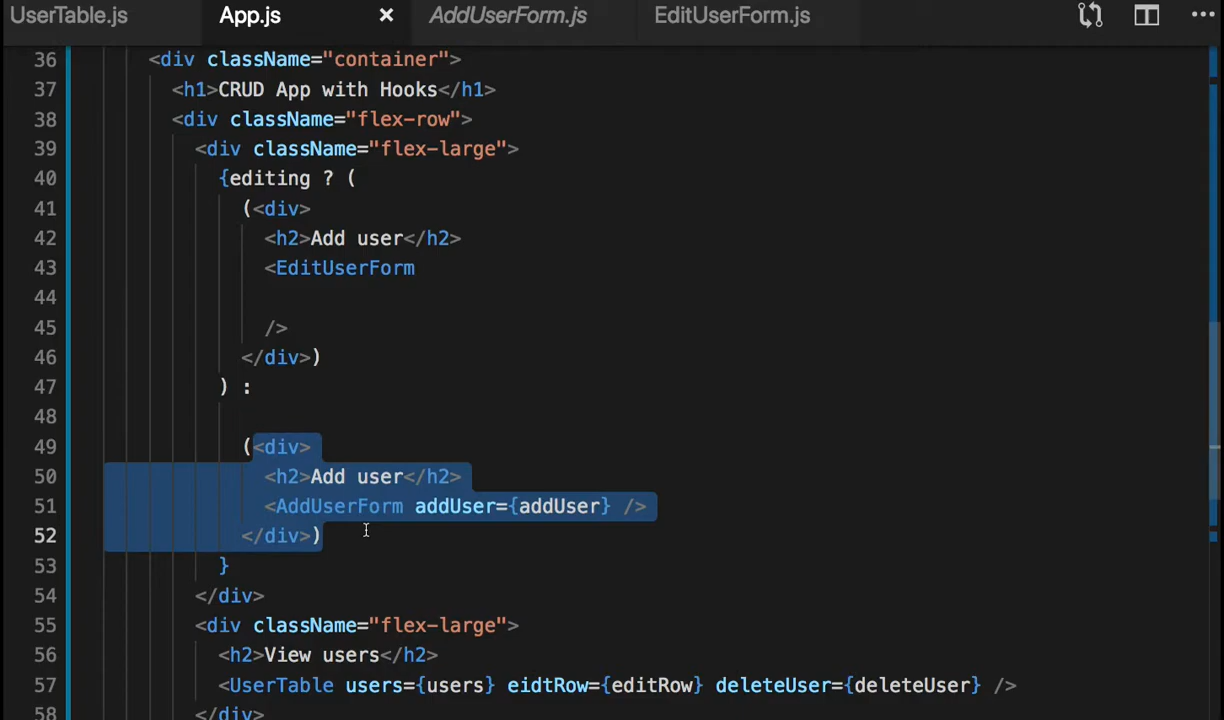 UserTable.js App.js × AddUserForm.js EditUserForm.js ...
36 <div className="container">
37 <h1>CRUD App with Hooks</h1>
38 <div className="flex-row">
39 <div className="flex-large">
40 {editing ? (
41 (<div>
42 <h2>Add user</h2>
43 <EditUserForm
44
45 />
46 </div>)
47 ) :
48
49 (<div>
50 <h2>Add user</h2>
51 <AddUserForm addUser={addUser} />
52 </div>)
53 }
54 </div>
55 <div className="flex-large">
56 <h2>View users</h2>
57 <UserTable users={users} eidtRow={editRow} deleteUser={deleteUser} />
58 </div>